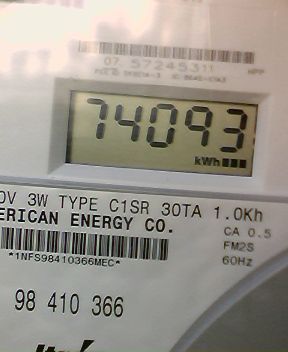 07 57245311
74093
kWh
0V 3W TYPE C1SR 30TA 1.0Kh
ERICAN ENERGY CO.
CA 0.5
FM2S
*1NFS98410366MEC*
60Hz
98 410 366